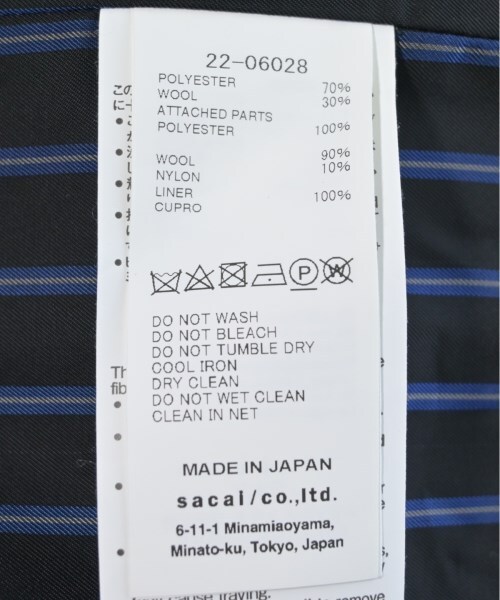 22-06028
POLYESTER 70%
WOOL 30%
ATTACHED PARTS
POLYESTER 100%
WOOL 90%
NYLON 10%
LINER
CUPRO 100%
P W
DO NOT WASH
DO NOT BLEACH
DO NOT TUMBLE DRY
COOL IRON
DRY CLEAN
DO NOT WET CLEAN
CLEAN IN NET
MADE IN JAPAN
sacai/co.,ltd.
6-11-1 Minamiaoyama,
Minato-ku, Tokyo, Japan